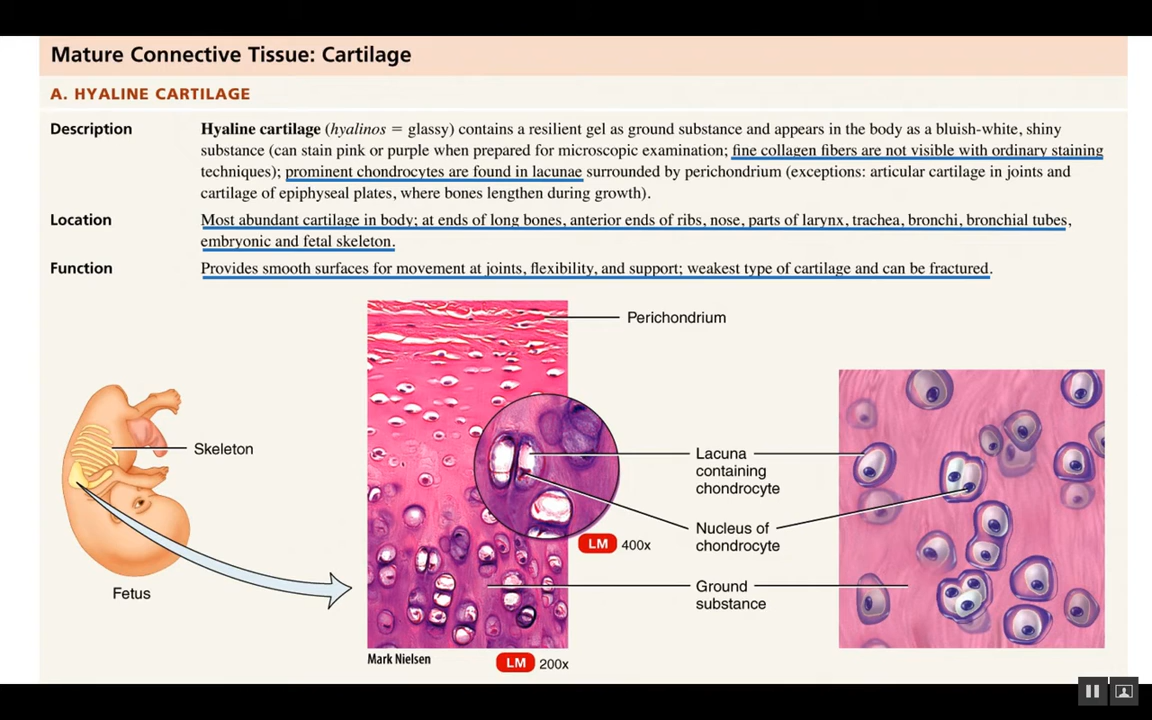 Mature Connective Tissue: Cartilage
A. HYALINE CARTILAGE
Description
Hyaline cartilage (hyalinos = glassy) contains a resilient gel as ground substance and appears in the body as a bluish-white, shiny
substance (can stain pink or purple when prepared for microscopic examination; fine collagen fibers are not visible with ordinary staining
techniques); prominent chondrocytes are found in lacunae surrounded by perichondrium (exceptions: articular cartilage in joints and
cartilage of epiphyseal plates, where bones lengthen during growth).
Location
Most abundant cartilage in body; at ends of long bones, anterior ends of ribs, nose, parts of larynx, trachea, bronchi, bronchial tubes,
embryonic and fetal skeleton.
Function
Provides smooth surfaces for movement at joints, flexibility, and support; weakest type of cartilage and can be fractured.
Perichondrium
Skeleton
Lacuna
containing
chondrocyte
Nucleus of
chondrocyte
LM 400x
Ground
substance
Fetus
Mark Nielsen
LM 200x